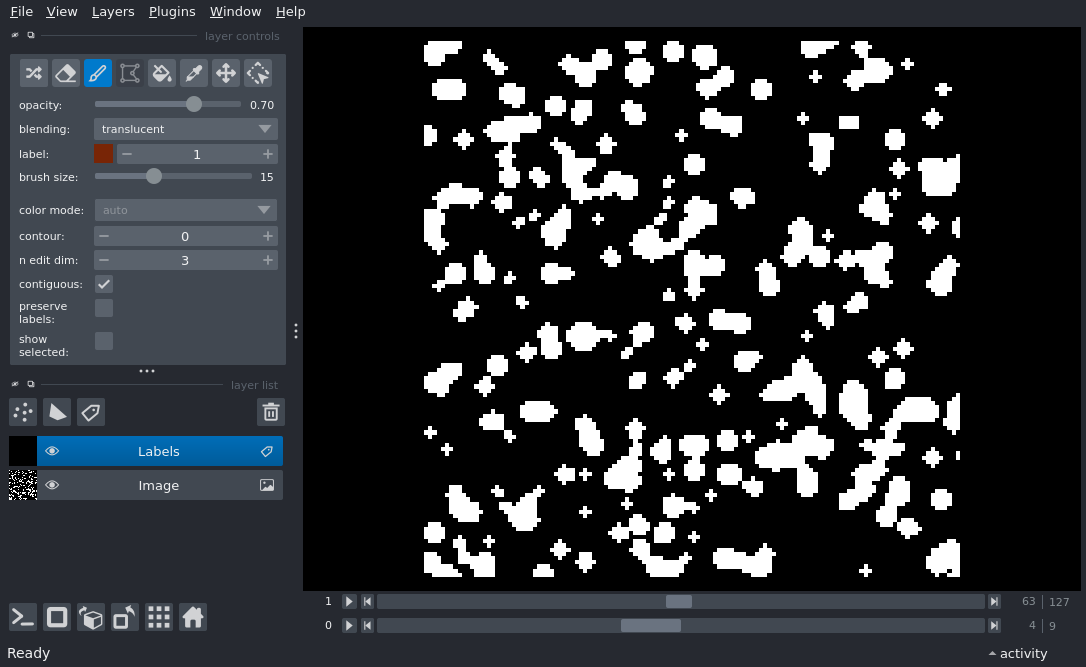 File View Layers Plugins Window Help
layer controls
opacity: 0.70
blending: translucent
label: 1
brush size: 15
color mode: auto
contour: 0
n edit dim: 3
contiguous:
preserve
labels:
show
selected:
layer list
Labels
Image
1 63 127
0 4 9
Ready activity